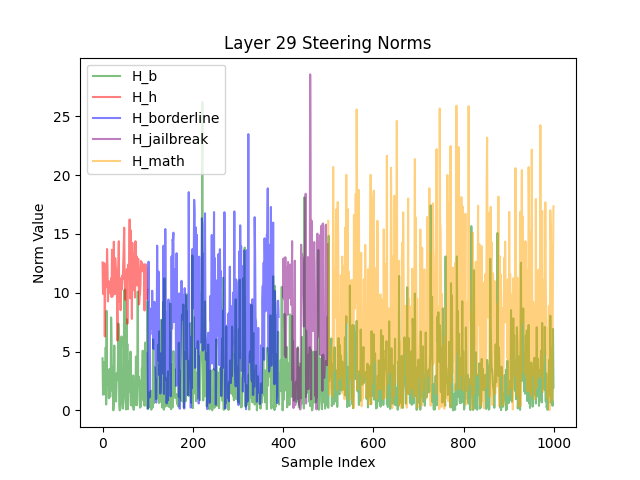 Layer 29 Steering Norms
H_b
H_h
H_borderline
H_jailbreak
H_math
Norm Value
25
20
15
10
5
0
0 200 400 600 800 1000
Sample Index